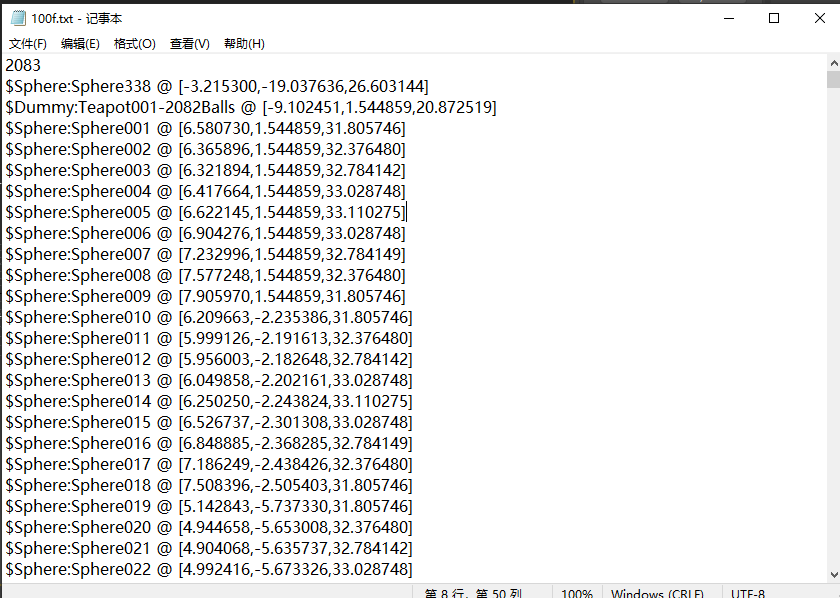 100f.txt - 记事本
文件(F) 编辑(E) 格式(O) 查看(V) 帮助(H)
2083
$Sphere:Sphere338 @ [-3.215300,-19.037636,26.603144]
$Dummy:Teapot001-2082Balls @ [-9.102451,1.544859,20.872519]
$Sphere:Sphere001 @ [6.580730,1.544859,31.805746]
$Sphere:Sphere002 @ [6.365896,1.544859,32.376480]
$Sphere:Sphere003 @ [6.321894,1.544859,32.784142]
$Sphere:Sphere004 @ [6.417664,1.544859,33.028748]
$Sphere:Sphere005 @ [6.622145,1.544859,33.110275]
$Sphere:Sphere006 @ [6.904276,1.544859,33.028748]
$Sphere:Sphere007 @ [7.232996,1.544859,32.784149]
$Sphere:Sphere008 @ [7.577248,1.544859,32.376480]
$Sphere:Sphere009 @ [7.905970,1.544859,31.805746]
$Sphere:Sphere010 @ [6.209663,-2.235386,31.805746]
$Sphere:Sphere011 @ [5.999126,-2.191613,32.376480]
$Sphere:Sphere012 @ [5.956003,-2.182648,32.784142]
$Sphere:Sphere013 @ [6.049858,-2.202161,33.028748]
$Sphere:Sphere014 @ [6.250250,-2.243824,33.110275]
$Sphere:Sphere015 @ [6.526737,-2.301308,33.028748]
$Sphere:Sphere016 @ [6.848885,-2.368285,32.784149]
$Sphere:Sphere017 @ [7.186249,-2.438426,32.376480]
$Sphere:Sphere018 @ [7.508396,-2.505403,31.805746]
$Sphere:Sphere019 @ [5.142843,-5.737330,31.805746]
$Sphere:Sphere020 @ [4.944658,-5.653008,32.376480]
$Sphere:Sphere021 @ [4.904068,-5.635737,32.784142]
$Sphere:Sphere022 @ [4.992416,-5.673326,33.028748]
第 8 行，第 50 列 100% Windows (CRLF) UTF-8